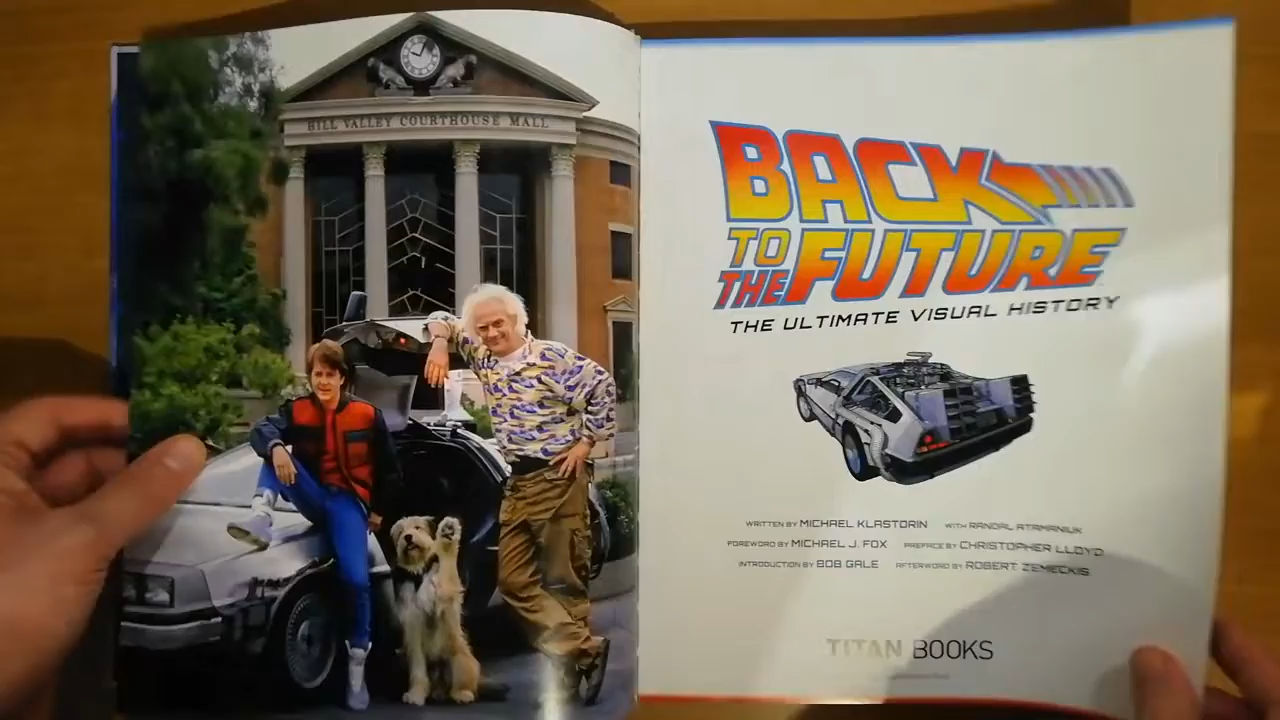 HILL VALLEY COURTHOUSE MALL
BACK
TO
THE FUTURE
THE ULTIMATE VISUAL HISTORY
WRITTEN BY MICHAEL KLASTORIN WITH RANDAL ATAMANIUK
FOREWORD BY MICHAEL J. FOX PREFACE BY CHRISTOPHER LLOYD
INTRODUCTION BY BOB GALE AFTERWORD BY ROBERT ZEMECKIS
TITAN BOOKS